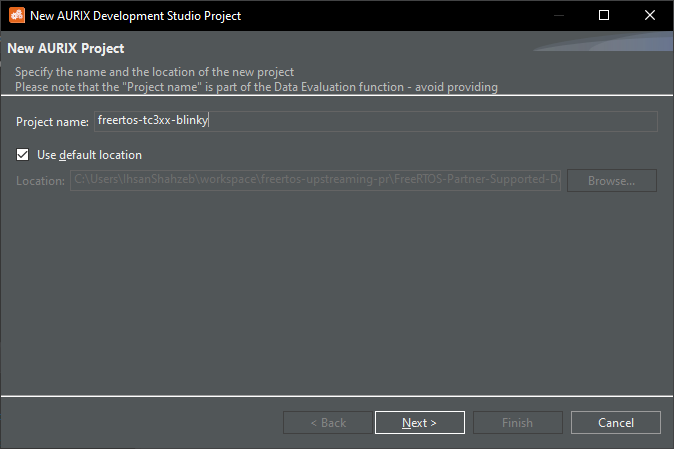 New AURIX Development Studio Project
New AURIX Project
Specify the name and the location of the new project
Please note that the "Project name" is part of the Data Evaluation function - avoid providing
Project name: freertos-tc3xx-blinky
Use default location
Location: C:\Users\IhsanShahzeb\workspace\freertos-upstreaming-pr\FreeRTOS-Partner-Supported-De Browse...
< Back Next > Finish Cancel